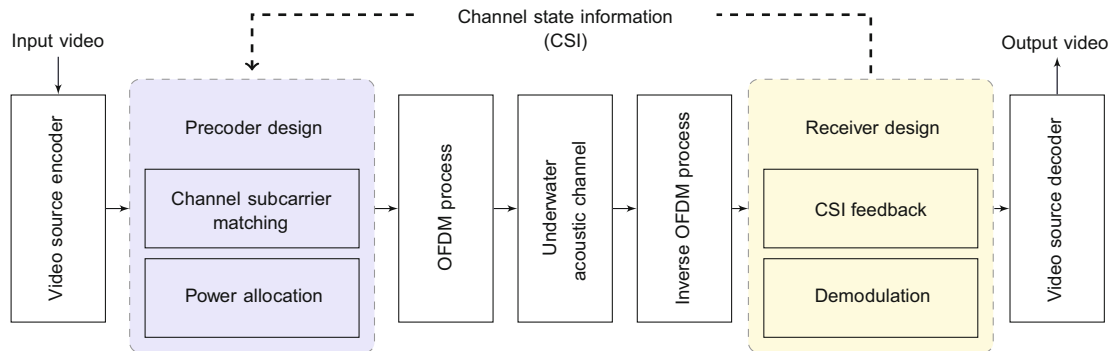 Channel state information
(CSI)
Input video
Output video
Video source encoder
Precoder design
Channel subcarrier
matching
Power allocation
OFDM process
Underwater
acoustic channel
Inverse OFDM process
Receiver design
CSI feedback
Demodulation
Video source decoder